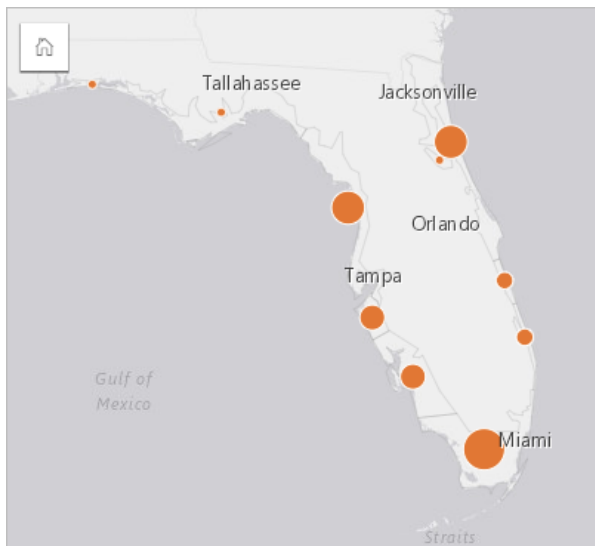 Tallahassee
Jacksonville
Orlando
Tampa
Gulf of
Mexico
Miami
Straits